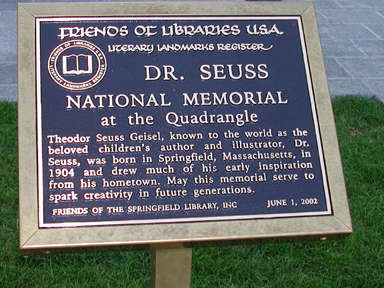 FRIENDS OF LIBRARIES U.S.A.
LITERARY LANDMARKS REGISTER
DR. SEUSS
NATIONAL MEMORIAL
at the Quadrangle
Theodor Seuss Geisel, known to the world as the
beloved children's author and illustrator, Dr.
Seuss, was born in Springfield, Massachusetts, in
1904 and drew much of his early inspiration
from his hometown. May this memorial serve to
spark creativity in future generations.
FRIENDS OF THE SPRINGFIELD LIBRARY, INC JUNE 1, 2002